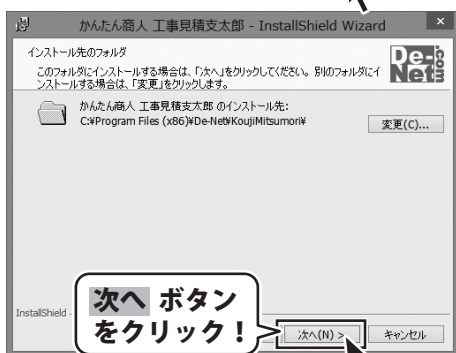 かんたん商人 工事見積支太郎 - InstallShield Wizard
インストール先のフォルダ
このフォルダにインストールする場合は、「次へ」をクリックしてください。別のフォルダにイ
ンストールする場合は、「変更」をクリックします。
De-Net
かんたん商人 工事見積支太郎 のインストール先:
C:¥Program Files (x86)¥De-Net¥KoujiMitsumori¥
変更(C)...
InstallShield
次へ ボタン
をクリック!
次へ(N) >
キャンセル